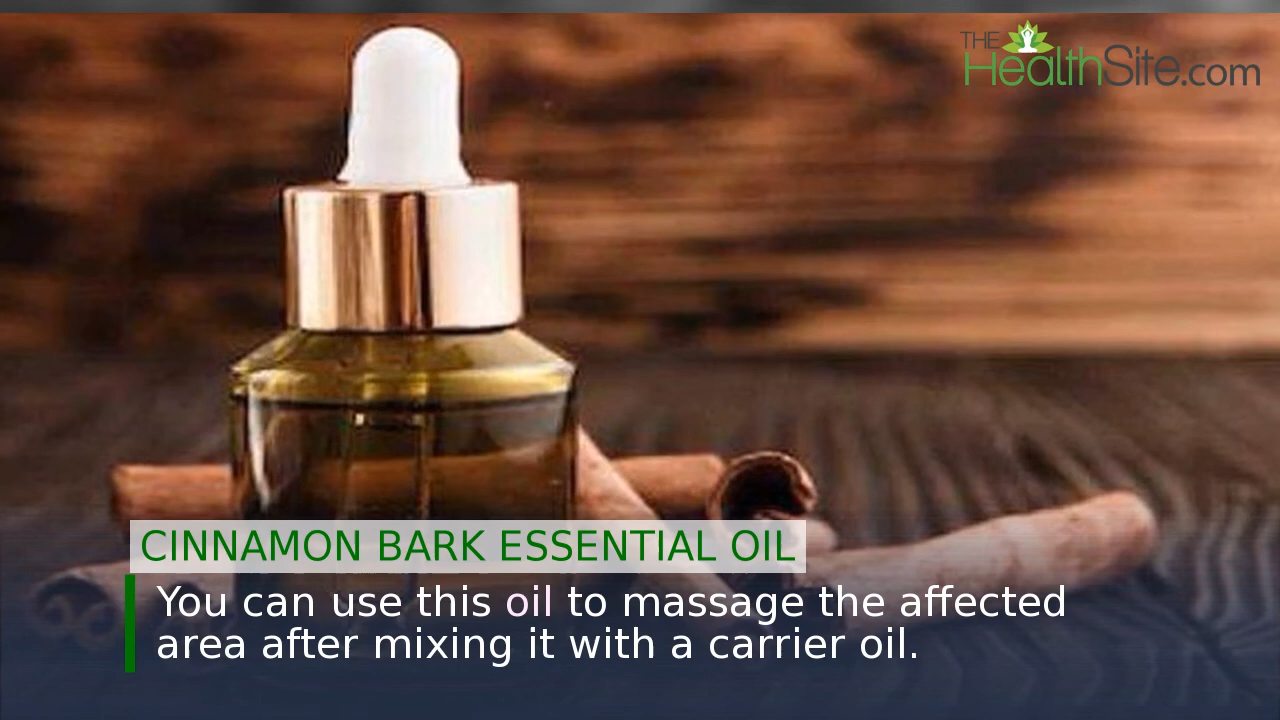 THE
HealthSite.com
CINNAMON BARK ESSENTIAL OIL
You can use this oil to massage the affected
area after mixing it with a carrier oil.